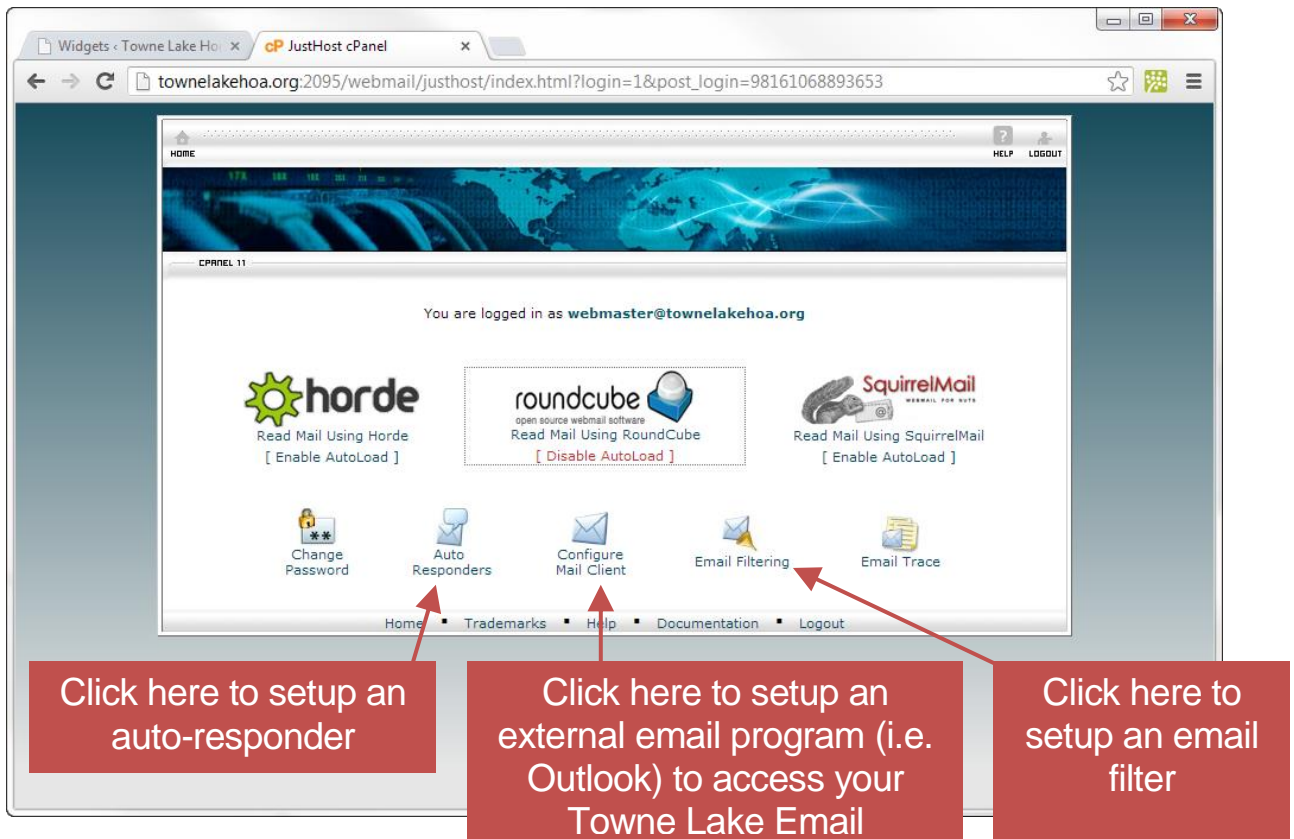 Widgets ‹ Towne Lake Ho
cP JustHost cPanel
townelakehoa.org:2095/webmail/justhost/index.html?login=1&post_login=98161068893653
HOME
HELP
LOGOUT
CPANEL 11
You are logged in as webmaster@townelakehoa.org
horde
Read Mail Using Horde
[ Enable AutoLoad ]
roundcube
open source webmail software
Read Mail Using RoundCube
[ Disable AutoLoad ]
SquirrelMail
WEBMAIL FOR NUTS
Read Mail Using SquirrelMail
[ Enable AutoLoad ]
**
Change
Password
Auto
Responders
Configure
Mail Client
Email Filtering
Email Trace
Home ▪ Trademarks ▪ Help ▪ Documentation ▪ Logout
Click here to setup an
auto-responder
Click here to setup an
external email program (i.e.
Outlook) to access your
Towne Lake Email
Click here to
setup an email
filter